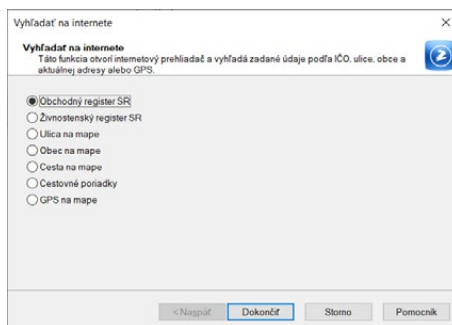 Vyhľadať na internete
Vyhľadať na internete
Táto funkcia otvorí internetový prehliadač a vyhľadá zadané údaje podľa IČO, ulice, obce a
aktuálnej adresy alebo GPS.
2
Obchodný register SR
Živnostenský register SR
Ulica na mape
Obec na mape
Cesta na mape
Cestovné poriadky
GPS na mape
< Naspäť Dokončiť Storno Pomocník